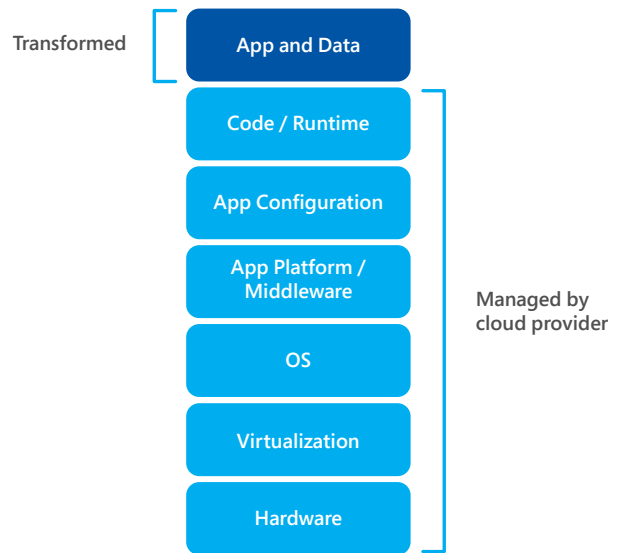 Transformed
App and Data
Code / Runtime
App Configuration
App Platform /
Middleware
Managed by
cloud provider
OS
Virtualization
Hardware